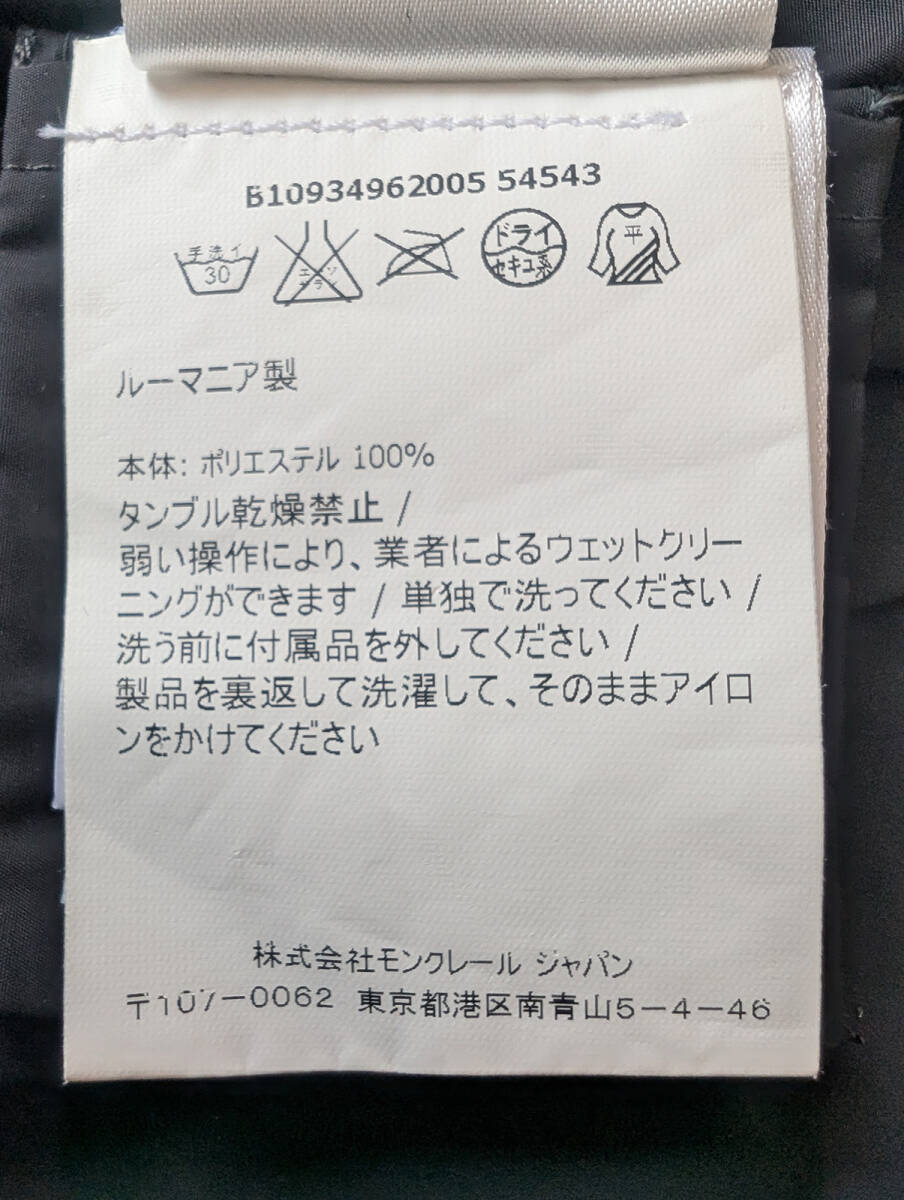 B10934962005 54543
手洗イ
30
エンソ
サラシ
ドライ
セキユ系
平
ルーマニア製
本体: ポリエステル 100%
タンブル乾燥禁止 /
弱い操作により、業者によるウェットクリー
ニングができます / 単独で洗ってください /
洗う前に付属品を外してください /
製品を裏返して洗濯して、そのままアイロ
ンをかけてください
株式会社モンクレール ジャパン
〒107-0062 東京都港区南青山5-4-46